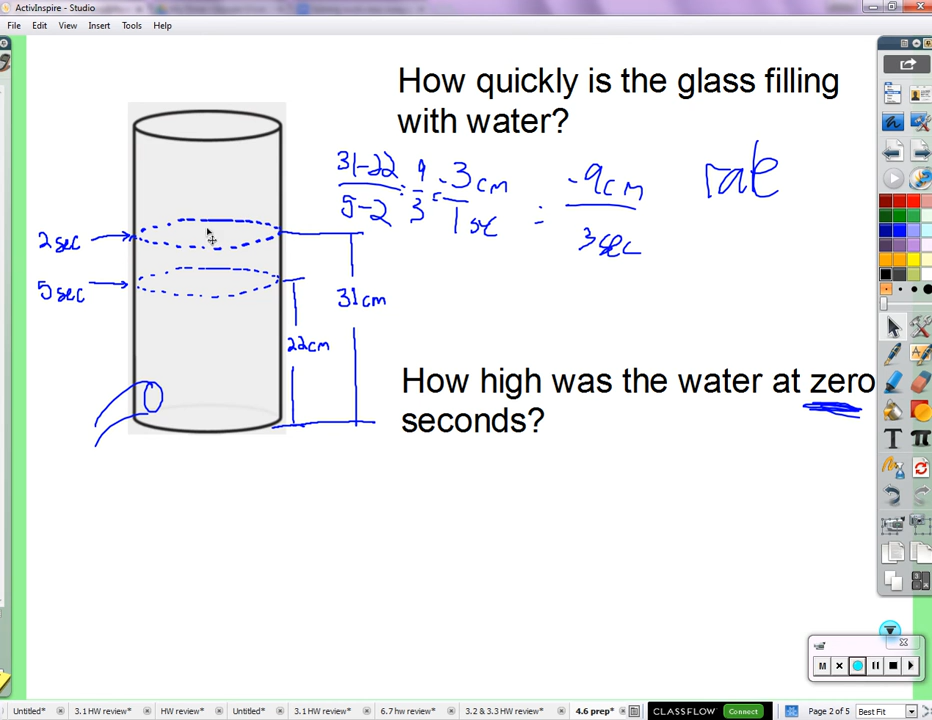 ActivInspire - Studio
File Edit View Insert Tools Help
How quickly is the glass filling
with water?
31-22
5-2
= 9
3
= -3cm
1sec
= -9cm
3sec
rate
2sec
5sec
31cm
22cm
How high was the water at zero
seconds?
T π
M
Untitled* 3.1 HW review* HW review* Untitled* 3.1 HW review* 6.7 hw review* 3.2 & 3.3 HW review* 4.6 prep* CLASSFLOW Connect Page 2 of 5 Best Fit